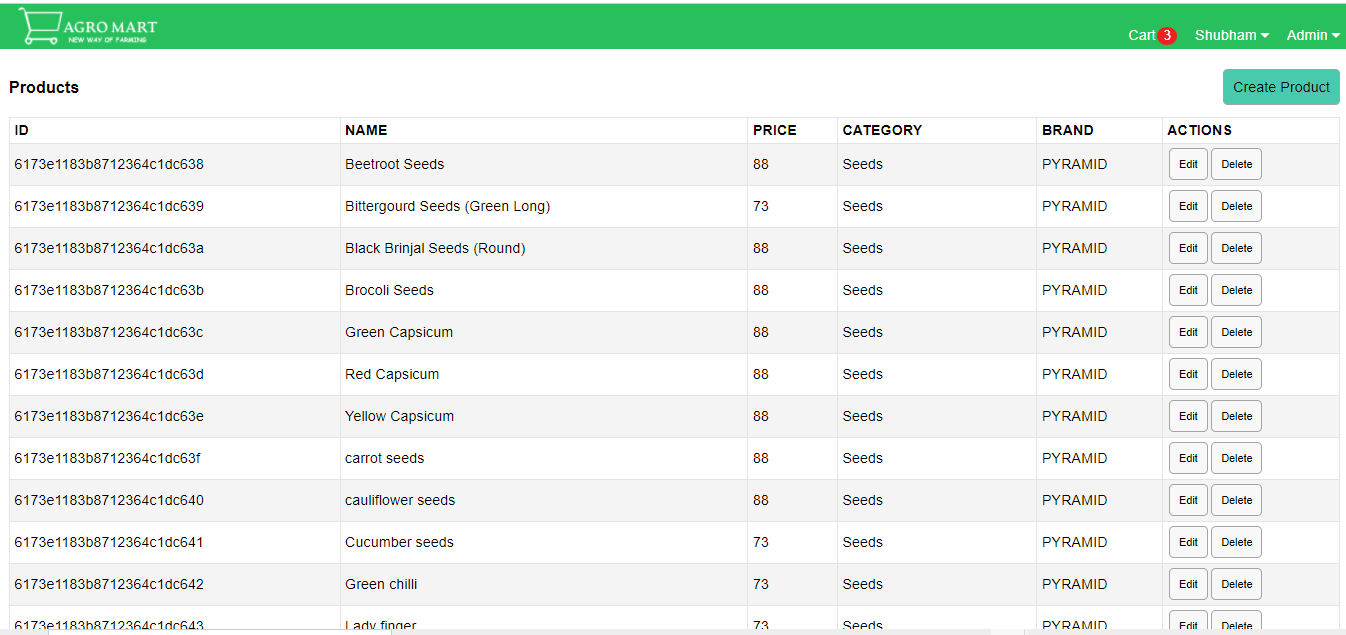 AGRO MART
NEW WAY OF FARMING
Cart 3 Shubham Admin
Products Create Product
ID NAME PRICE CATEGORY BRAND ACTIONS
6173e1183b8712364c1dc638 Beetroot Seeds 88 Seeds PYRAMID Edit Delete
6173e1183b8712364c1dc639 Bittergourd Seeds (Green Long) 73 Seeds PYRAMID Edit Delete
6173e1183b8712364c1dc63a Black Brinjal Seeds (Round) 88 Seeds PYRAMID Edit Delete
6173e1183b8712364c1dc63b Brocoli Seeds 88 Seeds PYRAMID Edit Delete
6173e1183b8712364c1dc63c Green Capsicum 88 Seeds PYRAMID Edit Delete
6173e1183b8712364c1dc63d Red Capsicum 88 Seeds PYRAMID Edit Delete
6173e1183b8712364c1dc63e Yellow Capsicum 88 Seeds PYRAMID Edit Delete
6173e1183b8712364c1dc63f carrot seeds 88 Seeds PYRAMID Edit Delete
6173e1183b8712364c1dc640 cauliflower seeds 88 Seeds PYRAMID Edit Delete
6173e1183b8712364c1dc641 Cucumber seeds 73 Seeds PYRAMID Edit Delete
6173e1183b8712364c1dc642 Green chilli 73 Seeds PYRAMID Edit Delete
6173e1183b8712364c1dc643 Lady finger 73 Seeds PYRAMID Edit Delete